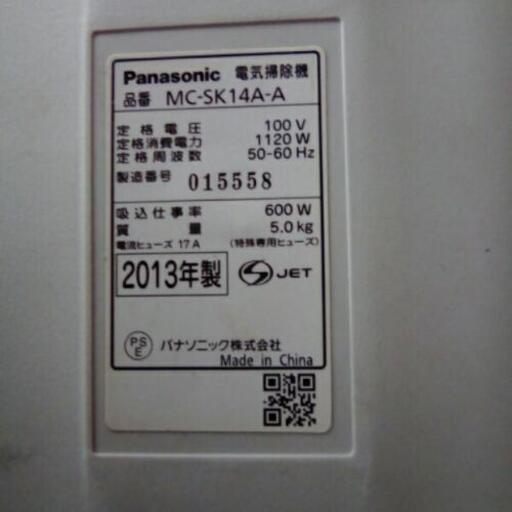 Panasonic 電気掃除機
品番 MC-SK14A-A
定格電圧 100 V
定格消費電力 1120 W
定格周波数 50-60 Hz
製造番号 015558
吸込仕事率 600 W
質量 5.0 kg
電流ヒューズ 17A (特殊専用ヒューズ)
2013年製 S JET
PSE パナソニック株式会社
Made in China